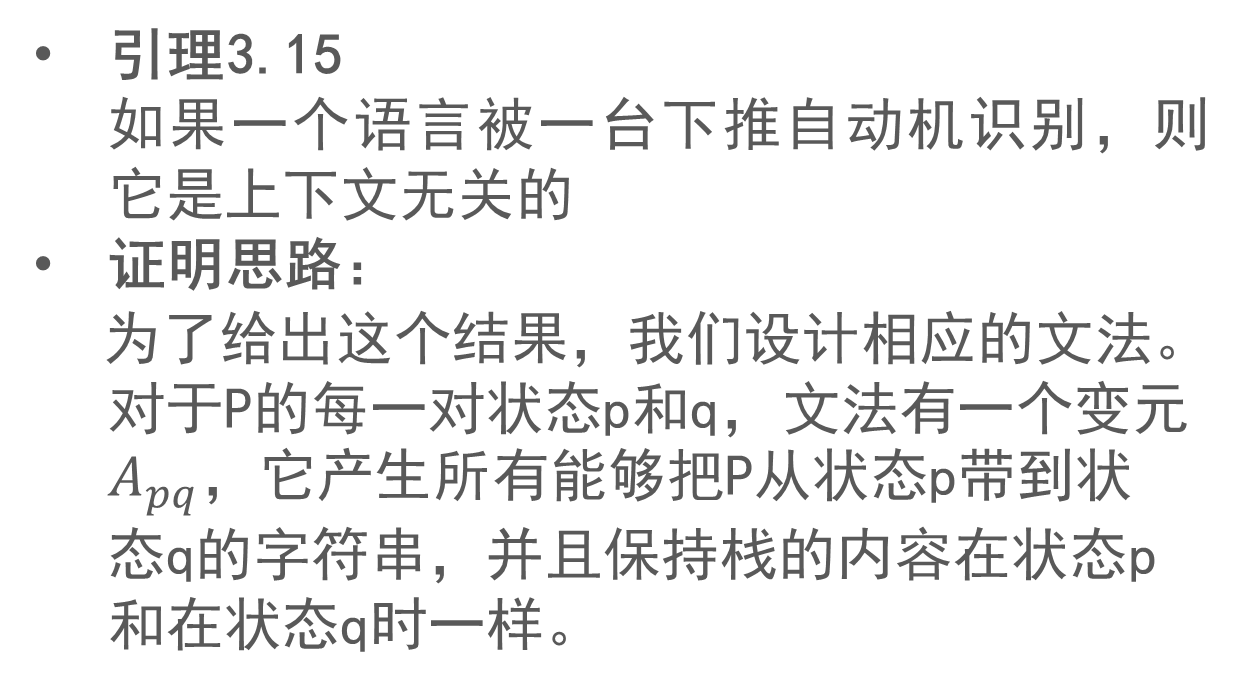 • 引理3.15
如果一个语言被一台下推自动机识别，则
它是上下文无关的
• 证明思路：
为了给出这个结果，我们设计相应的文法。
对于P的每一对状态p和q，文法有一个变元
$A_{pq}$，它产生所有能够把P从状态p带到状
态q的字符串，并且保持栈的内容在状态p
和在状态q时一样。